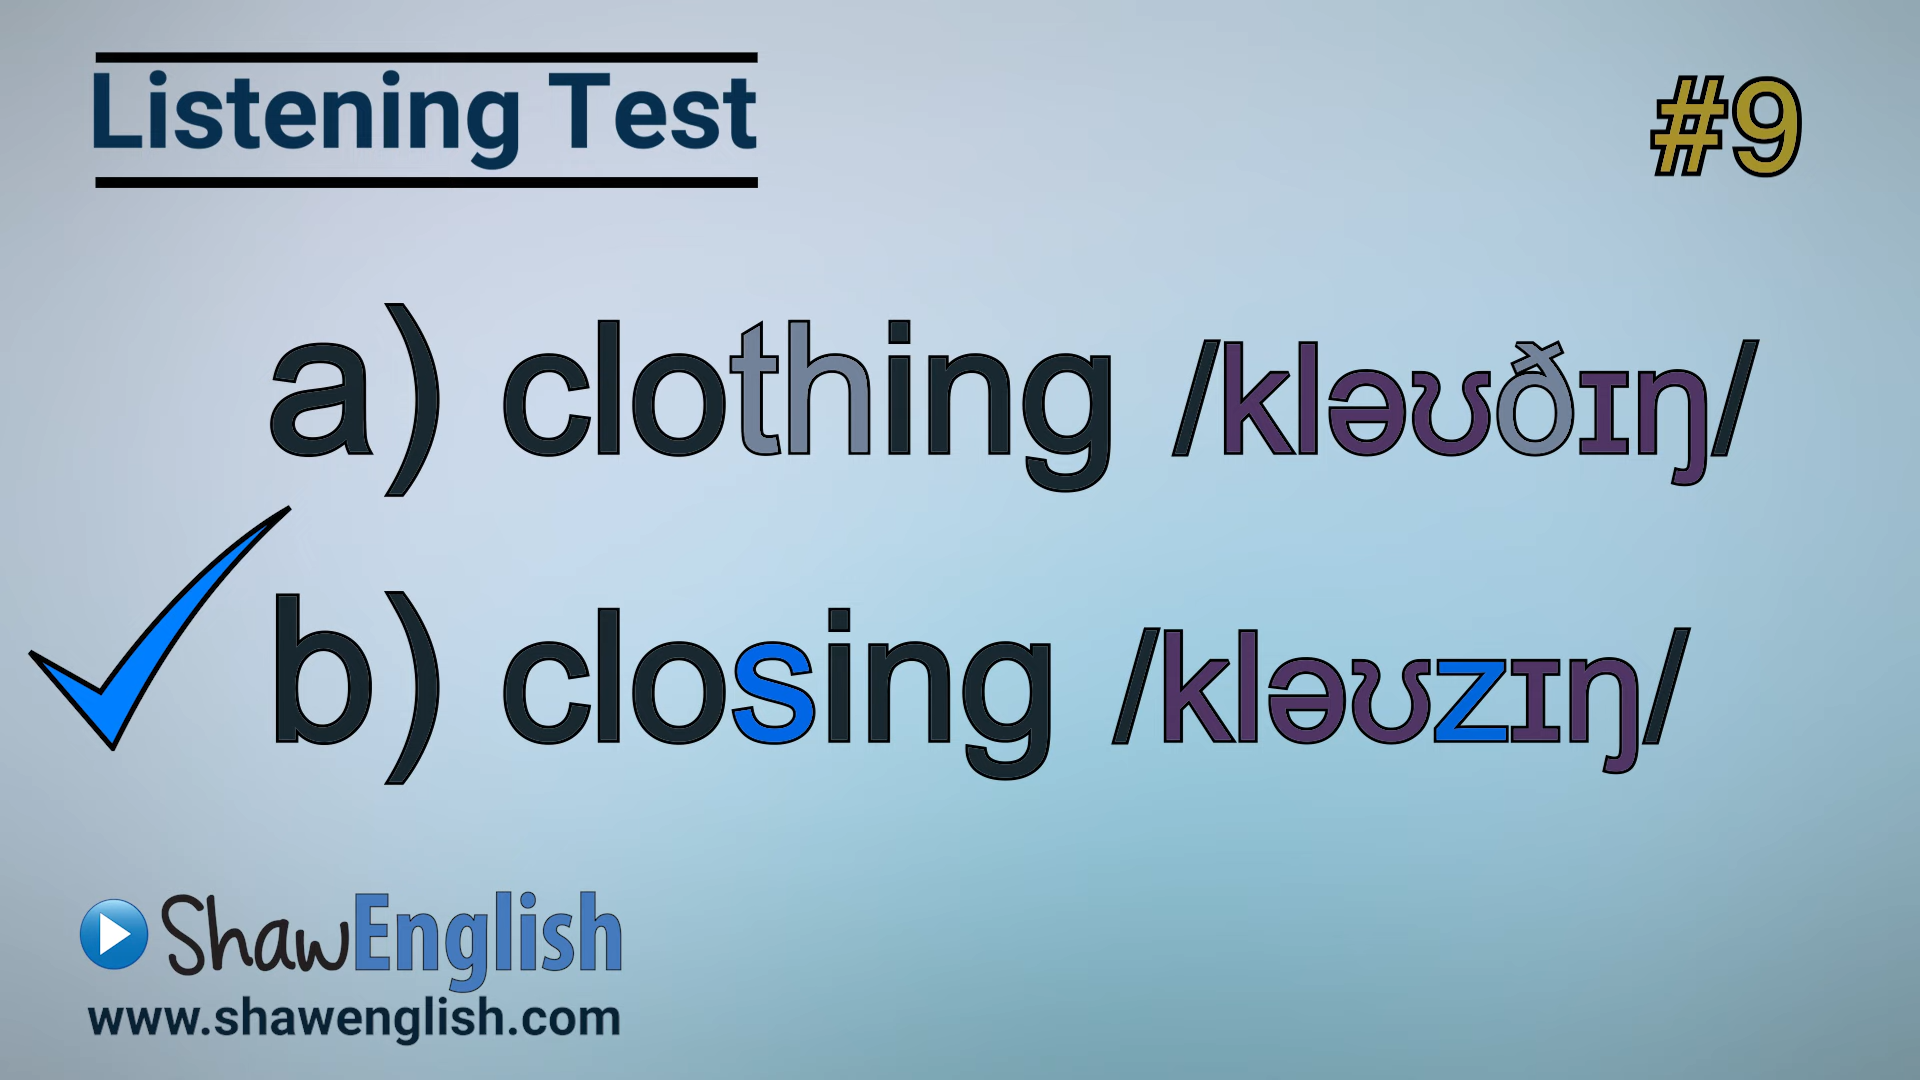 Listening Test
#9
a) clothing /kləʊðɪŋ/
b) closing /kləʊzɪŋ/
ShawEnglish
www.shawenglish.com